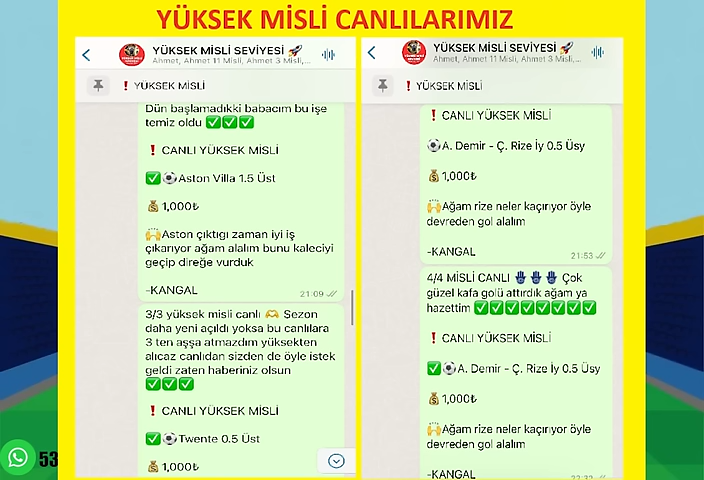 YÜKSEK MİSLİ CANLILARIMIZ
YÜKSEK MİSLİ SEVİYESİ 🚀
Ahmet, Ahmet 11 Misli, Ahmet 3 Misli,...
❗ YÜKSEK MİSLİ
Dün başlamadıkki babacım bu işe
temiz oldu ✅✅✅
❗ CANLI YÜKSEK MİSLİ
✅⚽Aston Villa 1.5 Üst
💰 1,000₺
🙌Aston çıktıgı zaman iyi iş
çıkarıyor ağam alalım bunu kaleciyi
geçip direğe vurduk
-KANGAL
21:09
3/3 yüksek misli canlı 🫶 Sezon
daha yeni açıldı yoksa bu canlılara
3 ten aşşa atmazdım yüksekten
alıcaz canlıdan sizden de öyle istek
geldi zaten haberiniz olsun
✅✅✅
❗ CANLI YÜKSEK MİSLİ
✅⚽Twente 0.5 Üst
💰 1,000₺
53
YÜKSEK MİSLİ SEVİYESİ 🚀
Ahmet, Ahmet 11 Misli, Ahmet 3 Misli,...
❗ YÜKSEK MİSLİ
❗ CANLI YÜKSEK MİSLİ
⚽A. Demir - Ç. Rize İy 0.5 Üsy
💰 1,000₺
🙌Ağam rize neler kaçırıyor öyle
devreden gol alalım
-KANGAL
21:53
4/4 MİSLİ CANLI 🪬🪬🪬 Çok
güzel kafa golü attırdık ağam ya
hazettim ✅✅✅✅✅✅✅✅
❗ CANLI YÜKSEK MİSLİ
✅⚽A. Demir - Ç. Rize İy 0.5 Üsy
💰 1,000₺
🙌Ağam rize neler kaçırıyor öyle
devreden gol alalım
-KANGAL